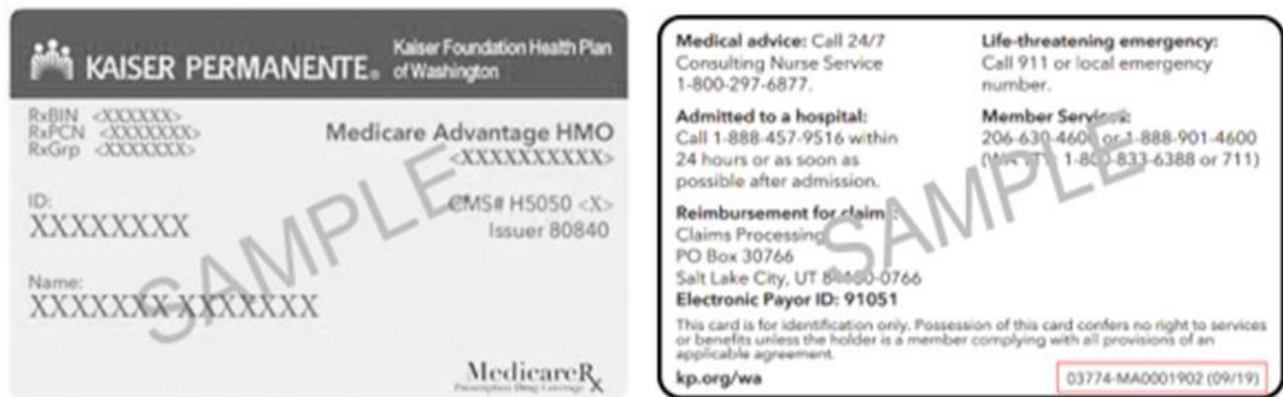 KAISER PERMANENTE®
Kaiser Foundation Health Plan
of Washington
RxBIN <XXXXXX>
RxPCN <XXXXXXX>
RxGrp <XXXXXXX>
Medicare Advantage HMO
<XXXXXXXXXX>
ID:
XXXXXXXX
CMS# H5050 <X>
Issuer 80840
Name:
XXXXXXX XXXXXXX
SAMPLE
MedicareRx
Prescription Drug Coverage
Medical advice: Call 24/7
Consulting Nurse Service
1-800-297-6877.
Life-threatening emergency:
Call 911 or local emergency
number.
Admitted to a hospital:
Call 1-888-457-9516 within
24 hours or as soon as
possible after admission.
Member Services:
206-630-4600 or 1-888-901-4600
1-800-833-6388 or 711)
Reimbursement for claims:
Claims Processing
PO Box 30766
Salt Lake City, UT 84130-0766
Electronic Payor ID: 91051
SAMPLE
This card is for identification only. Possession of this card confers no right to services
or benefits unless the holder is a member complying with all provisions of an
applicable agreement.
kp.org/wa
03774-MA0001902 (09/19)